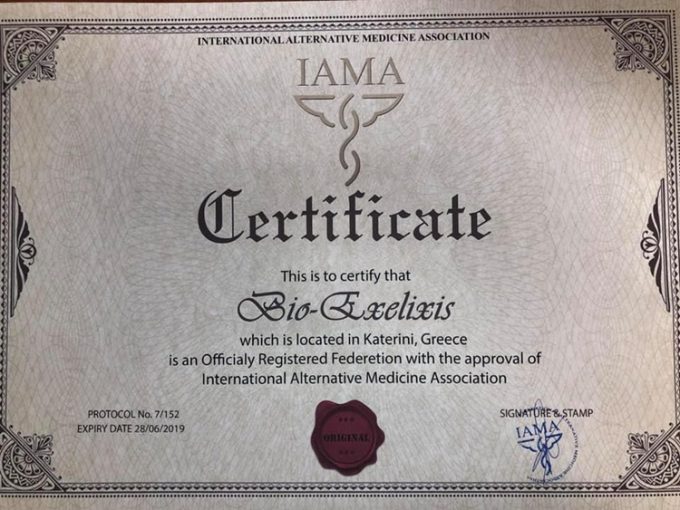 INTERNATIONAL ALTERNATIVE MEDICINE ASSOCIATION
IAMA
Certificate
This is to certify that
Bio-Exelixis
which is located in Katerini, Greece
is an Officialy Registered Federetion with the approval of
International Alternative Medicine Association
PROTOCOL No. 7/152
EXPIRY DATE 28/06/2019
ORIGINAL
SIGNATURE & STAMP
IAMA